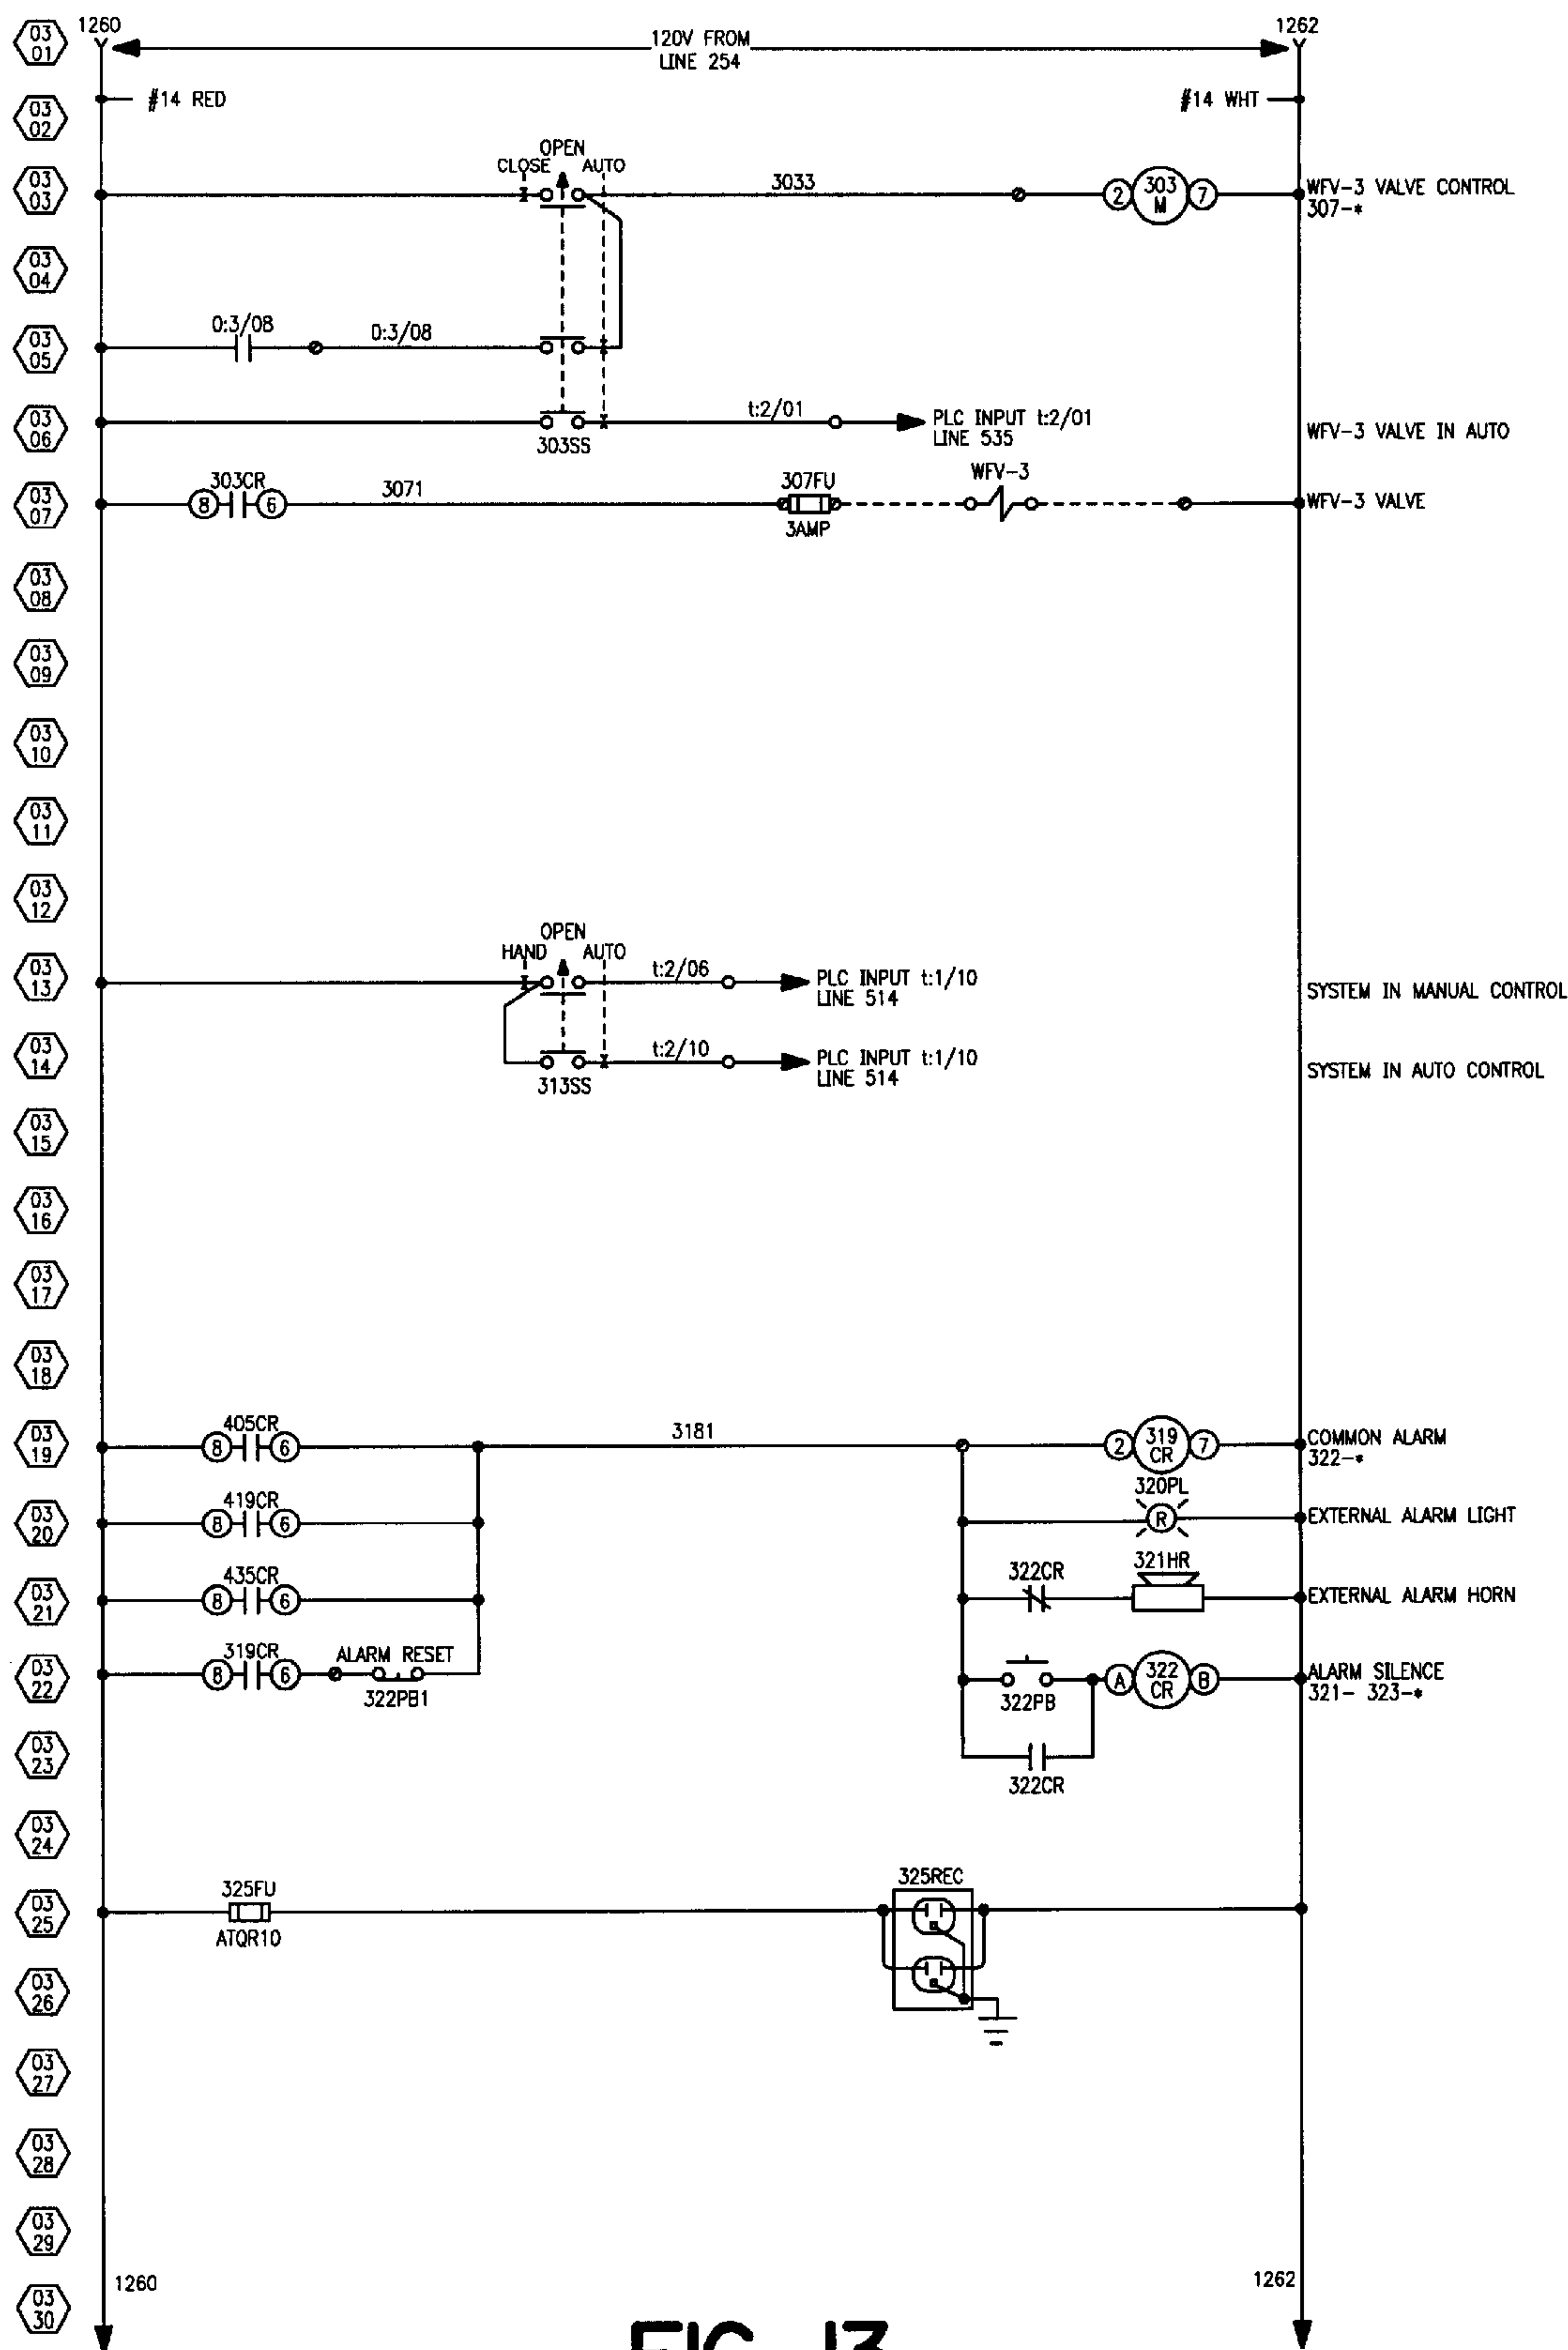 03
01
1260
120V FROM
LINE 254
1262
03
02
#14 RED
#14 WHT
03
03
CLOSE
OPEN
AUTO
3033
2
303
M
7
WFV-3 VALVE CONTROL
307-*
03
04
03
05
0:3/08
0:3/08
03
06
303SS
t:2/01
PLC INPUT t:2/01
LINE 535
WFV-3 VALVE IN AUTO
03
07
303CR
8
6
3071
307FU
3AMP
WFV-3
WFV-3 VALVE
03
08
03
09
03
10
03
11
03
12
03
13
HAND
OPEN
AUTO
t:2/06
PLC INPUT t:1/10
LINE 514
SYSTEM IN MANUAL CONTROL
03
14
313SS
t:2/10
PLC INPUT t:1/10
LINE 514
SYSTEM IN AUTO CONTROL
03
15
03
16
03
17
03
18
03
19
405CR
8
6
3181
2
319
CR
7
COMMON ALARM
322-*
03
20
419CR
8
6
320PL
R
EXTERNAL ALARM LIGHT
03
21
435CR
8
6
322CR
321HR
EXTERNAL ALARM HORN
03
22
319CR
8
6
ALARM RESET
322PB1
322PB
A
322
CR
B
ALARM SILENCE
321- 323-*
03
23
322CR
03
24
03
25
325FU
ATQR10
325REC
03
26
03
27
03
28
03
29
03
30
1260
1262
FIG. 13